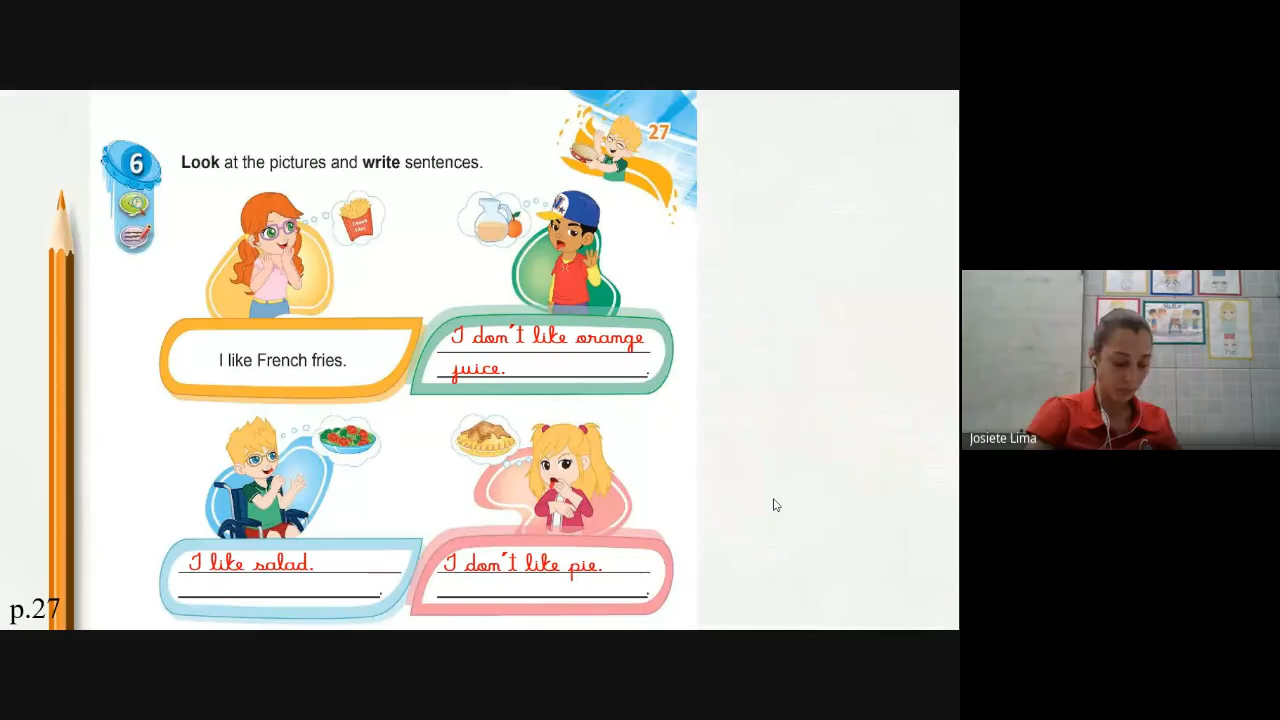 27
6
Look at the pictures and write sentences.
I like French fries.
I don't like orange
juice.
I like salad.
I don't like pie.
p.27
Josiete Lima